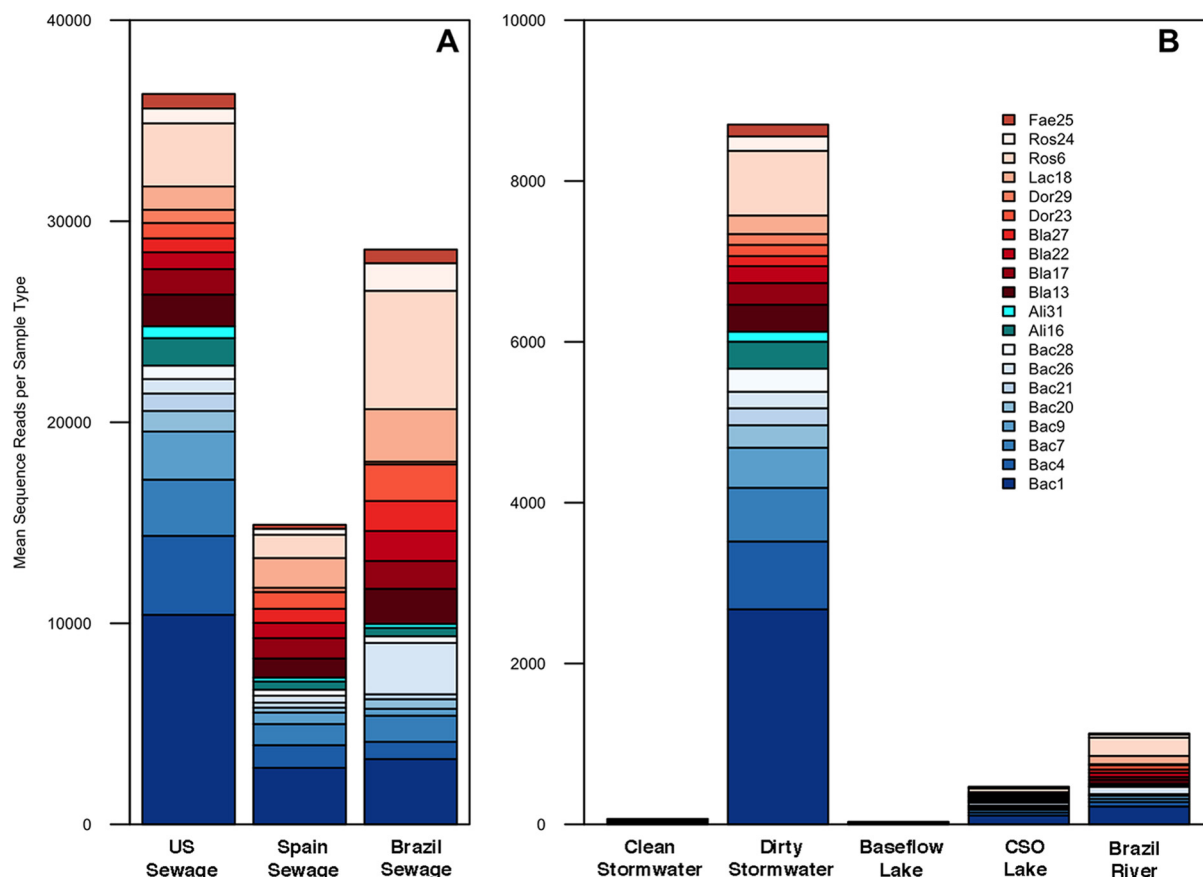 A
B
Mean Sequence Reads per Sample Type
40000
30000
20000
10000
0
US
Sewage
Spain
Sewage
Brazil
Sewage
10000
8000
6000
4000
2000
0
Fae25
Ros24
Ros6
Lac18
Dor29
Dor23
Bla27
Bla22
Bla17
Bla13
Ali31
Ali16
Bac28
Bac26
Bac21
Bac20
Bac9
Bac7
Bac4
Bac1
Clean
Stormwater
Dirty
Stormwater
Baseflow
Lake
CSO
Lake
Brazil
River